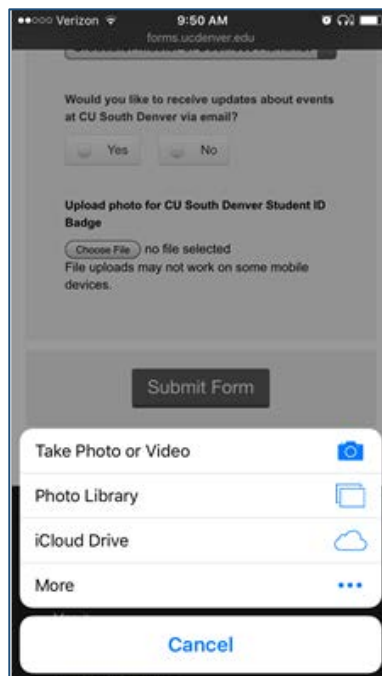 Verizon 9:50 AM
forms.ucdenver.edu
Would you like to receive updates about events
at CU South Denver via email?
Yes No
Upload photo for CU South Denver Student ID
Badge
Choose File no file selected
File uploads may not work on some mobile
devices.
Submit Form
Take Photo or Video
Photo Library
iCloud Drive
More
Cancel